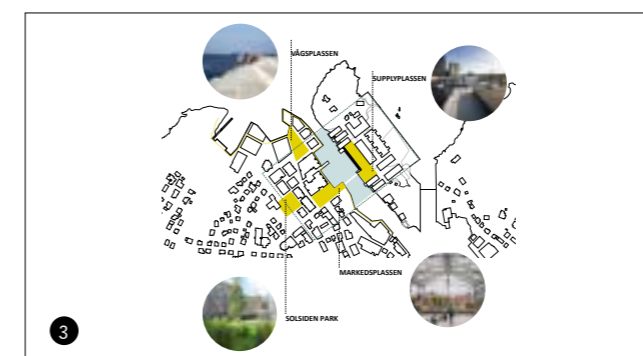 VÅGSPLASSEN
SUPPLYPLASSEN
MARKEDSPLASSEN
SOLSIDEN PARK
3